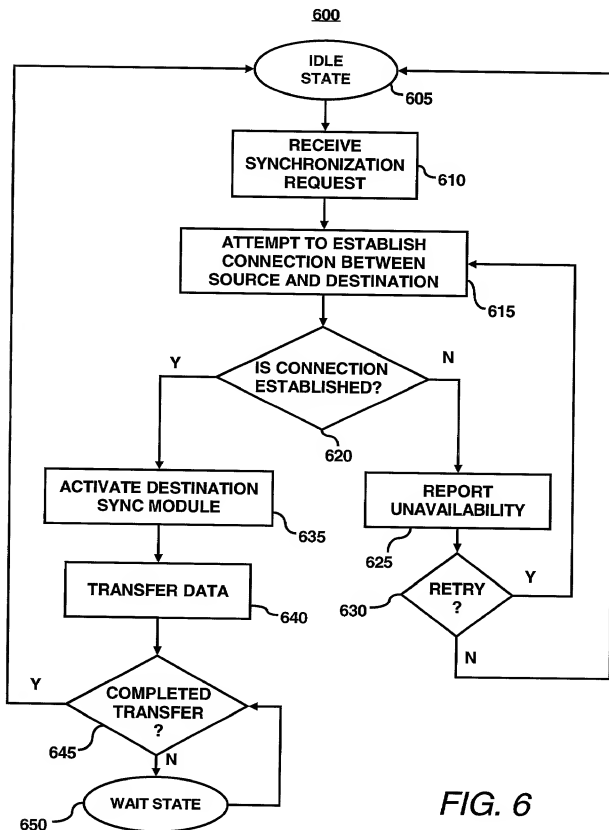 600
IDLE
STATE
605
RECEIVE
SYNCHRONIZATION
REQUEST
610
ATTEMPT TO ESTABLISH
CONNECTION BETWEEN
SOURCE AND DESTINATION
615
Y
IS CONNECTION
ESTABLISHED?
N
620
ACTIVATE DESTINATION
SYNC MODULE
635
REPORT
UNAVAILABILITY
625
TRANSFER DATA
640
630
RETRY
?
Y
N
Y
COMPLETED
TRANSFER
?
645
N
WAIT STATE
650
FIG. 6